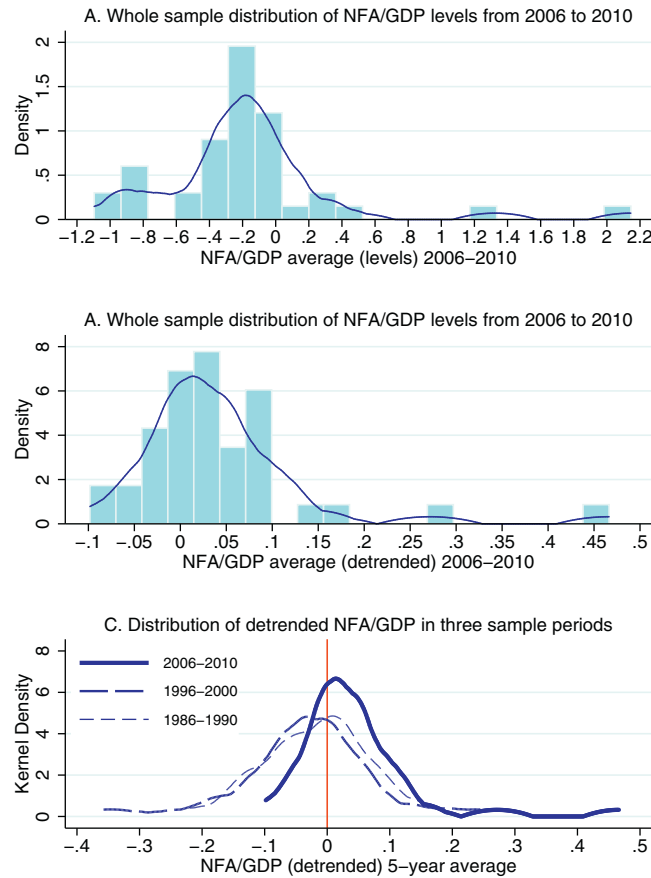 A. Whole sample distribution of NFA/GDP levels from 2006 to 2010
2
1.5
1
.5
0
Density
−1.2 −1 −.8 −.6 −.4 −.2 0 .2 .4 .6 .8 1 1.2 1.4 1.6 1.8 2 2.2
NFA/GDP average (levels) 2006−2010
A. Whole sample distribution of NFA/GDP levels from 2006 to 2010
8
6
4
2
0
Density
−.1 −.05 0 .05 .1 .15 .2 .25 .3 .35 .4 .45 .5
NFA/GDP average (detrended) 2006−2010
C. Distribution of detrended NFA/GDP in three sample periods
8
6
4
2
0
Kernel Density
2006−2010
1996−2000
1986−1990
−.4 −.3 −.2 −.1 0 .1 .2 .3 .4 .5
NFA/GDP (detrended) 5−year average